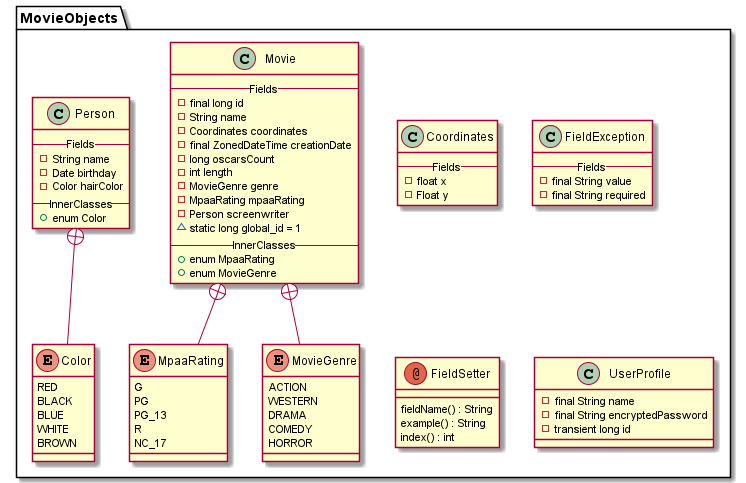 MovieObjects
C Person
Fields
String name
Date birthday
Color hairColor
InnerClasses
enum Color
C Movie
Fields
final long id
String name
Coordinates coordinates
final ZonedDateTime creationDate
long oscarsCount
int length
MovieGenre genre
MpaaRating mpaaRating
Person screenwriter
static long global_id = 1
InnerClasses
enum MpaaRating
enum MovieGenre
C Coordinates
Fields
float x
Float y
C FieldException
Fields
final String value
final String required
E Color
RED
BLACK
BLUE
WHITE
BROWN
E MpaaRating
G
PG
PG_13
R
NC_17
E MovieGenre
ACTION
WESTERN
DRAMA
COMEDY
HORROR
@ FieldSetter
fieldName() : String
example() : String
index() : int
C UserProfile
final String name
final String encryptedPassword
transient long id